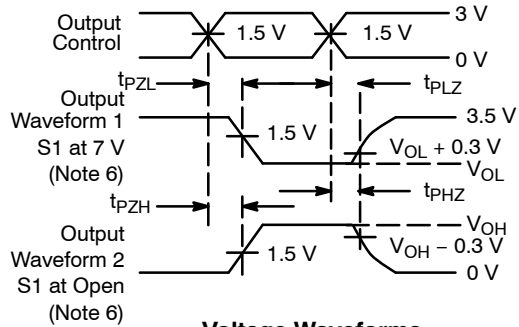 Output
Control
1.5 V
1.5 V
3 V
0 V
tPZL
tPLZ
Output
Waveform 1
S1 at 7 V
(Note 6)
1.5 V
3.5 V
VOL + 0.3 V
VOL
tPZH
tPHZ
Output
Waveform 2
S1 at Open
(Note 6)
1.5 V
VOH
VOH – 0.3 V
0 V
Voltage Waveforms